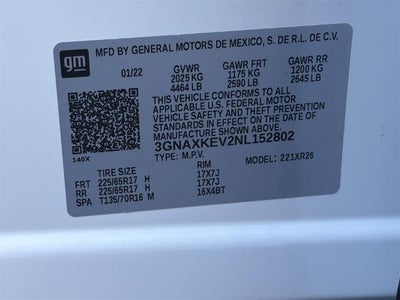 gm
MFD BY GENERAL MOTORS DE MEXICO, S. DE R.L. DE C.V.
01/22 GVWR GAWR FRT GAWR RR
2025 KG 1175 KG 1200 KG
4464 LB 2590 LB 2645 LB
THIS VEHICLE CONFORMS TO ALL
APPLICABLE U.S. FEDERAL MOTOR
VEHICLE SAFETY AND THEFT PREVENTION
STANDARDS IN EFFECT ON THE DATE OF
MANUFACTURE SHOWN ABOVE.
3GNAXKEV2NL152802
140X
TYPE: M.P.V. MODEL: 221XR26
TIRE SIZE RIM
FRT 225/65R17 H 17X7J
RR 225/65R17 H 17X7J
SPA T135/70R16 M 16X4BT